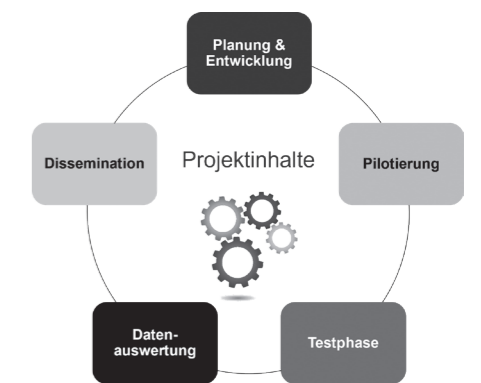 Planung &
Entwicklung
Dissemination
Projektinhalte
Pilotierung
Daten-
auswertung
Testphase